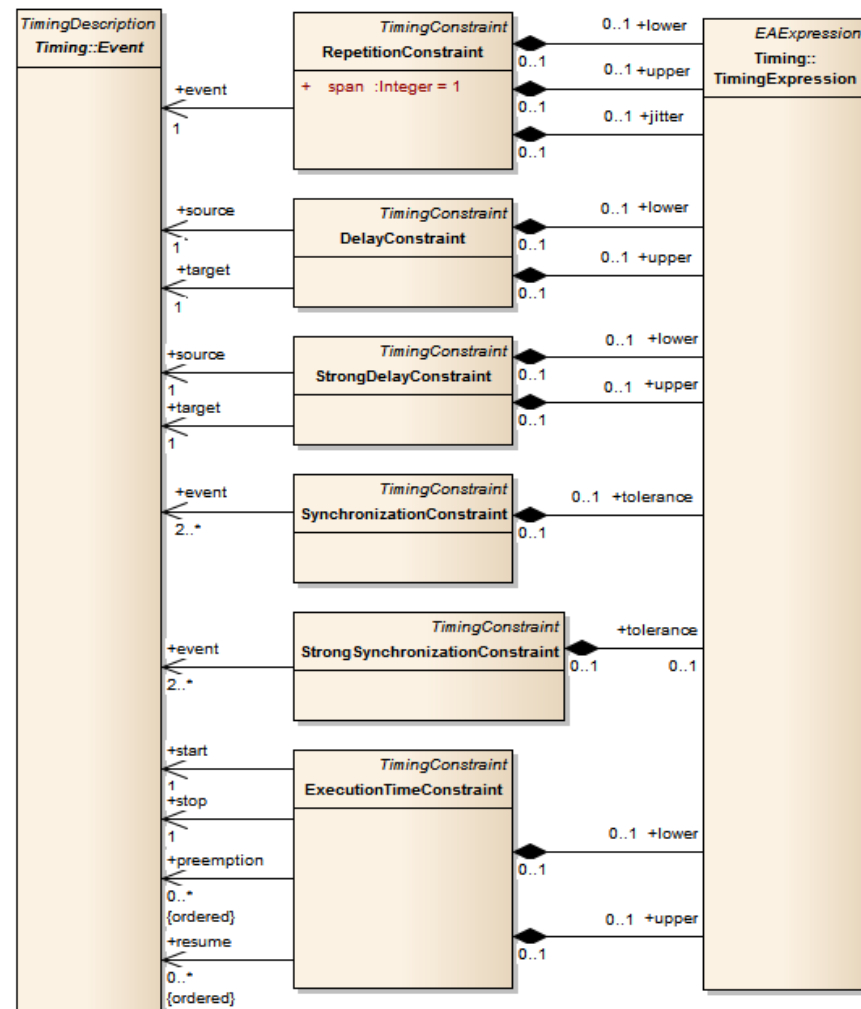 TimingDescription
Timing::Event
TimingConstraint
RepetitionConstraint
+ span :Integer = 1
EAExpression
Timing::
TimingExpression
+event
1
0..1 +lower
0..1
0..1 +upper
0..1
0..1 +jitter
0..1
TimingConstraint
DelayConstraint
+source
1
+target
1
0..1 +lower
0..1
0..1 +upper
0..1
TimingConstraint
StrongDelayConstraint
+source
1
+target
1
0..1 +lower
0..1
0..1 +upper
0..1
TimingConstraint
SynchronizationConstraint
+event
2..*
0..1 +tolerance
0..1
TimingConstraint
StrongSynchronizationConstraint
+event
2..*
+tolerance
0..1 0..1
TimingConstraint
ExecutionTimeConstraint
+start
1
+stop
1
+preemption
0..*
{ordered}
+resume
0..*
{ordered}
0..1 +lower
0..1
0..1 +upper
0..1